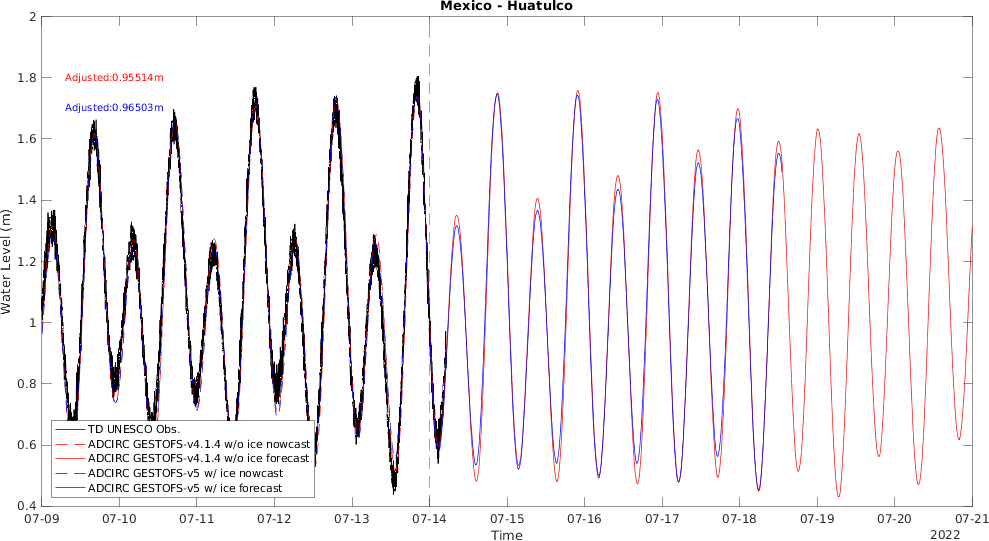 Mexico - Huatulco
2
1.8
1.6
1.4
1.2
1
0.8
0.6
0.4
Water Level (m)
Adjusted:0.95514m
Adjusted:0.96503m
TD UNESCO Obs.
ADCIRC GESTOFS-v4.1.4 w/o ice nowcast
ADCIRC GESTOFS-v4.1.4 w/o ice forecast
ADCIRC GESTOFS-v5 w/ ice nowcast
ADCIRC GESTOFS-v5 w/ ice forecast
07-09 07-10 07-11 07-12 07-13 07-14 07-15 07-16 07-17 07-18 07-19 07-20 07-21
Time
2022